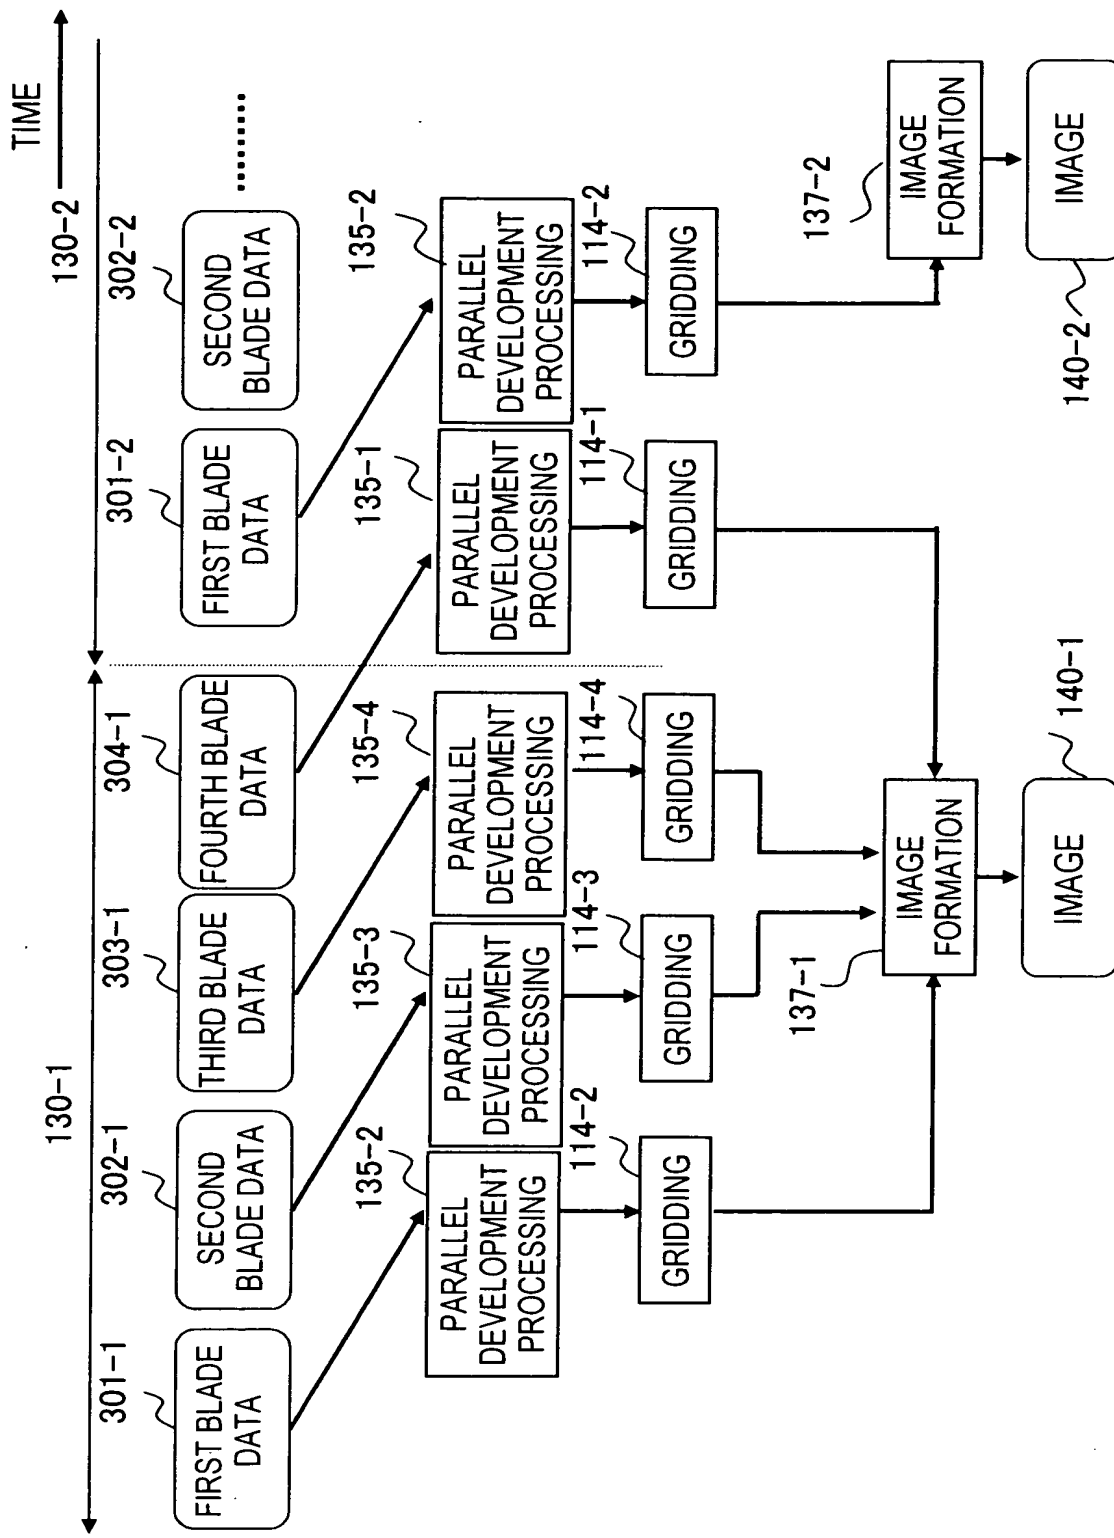 TIME
130-1
130-2
301-1
302-1
303-1
304-1
301-2
302-2
FIRST BLADE
DATA
SECOND
BLADE DATA
THIRD BLADE
DATA
FOURTH BLADE
DATA
FIRST BLADE
DATA
SECOND
BLADE DATA
.........
135-2
135-3
135-4
135-1
135-2
PARALLEL
DEVELOPMENT
PROCESSING
PARALLEL
DEVELOPMENT
PROCESSING
PARALLEL
DEVELOPMENT
PROCESSING
PARALLEL
DEVELOPMENT
PROCESSING
PARALLEL
DEVELOPMENT
PROCESSING
114-2
114-3
114-4
114-1
114-2
GRIDDING
GRIDDING
GRIDDING
GRIDDING
GRIDDING
137-1
137-2
IMAGE
FORMATION
IMAGE
FORMATION
IMAGE
140-1
IMAGE
140-2